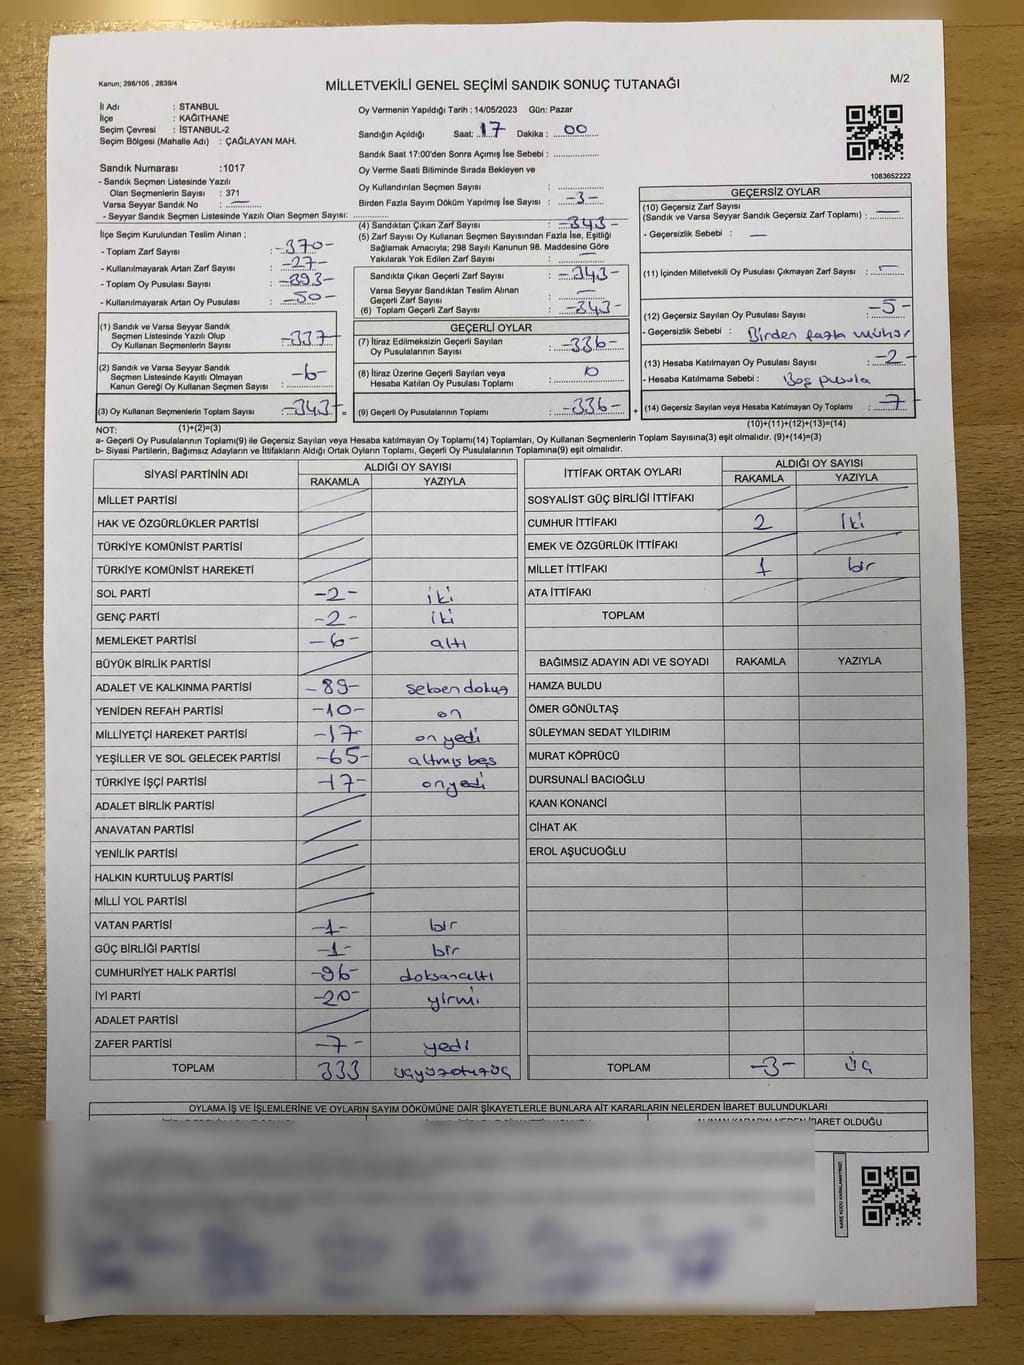 Kanun; 298/105 , 2839/4
MİLLETVEKİLİ GENEL SEÇİMİ SANDIK SONUÇ TUTANAĞI
M/2
İl Adı : İSTANBUL
İlçe : KAĞITHANE
Seçim Çevresi : İSTANBUL-2
Seçim Bölgesi (Mahalle Adı) : ÇAĞLAYAN MAH.
Sandık Numarası :1017
- Sandık Seçmen Listesinde Yazılı
Olan Seçmenlerin Sayısı : 371
Varsa Seyyar Sandık No : —
- Seyyar Sandık Seçmen Listesinde Yazılı Olan Seçmen Sayısı:
Oy Vermenin Yapıldığı Tarih : 14/05/2023 Gün: Pazar
Sandığın Açıldığı Saat: 17 Dakika : 00
Sandık Saat 17:00'den Sonra Açımış İse Sebebi :
Oy Verme Saati Bitiminde Sırada Bekleyen ve
Oy Kullandırılan Seçmen Sayısı :
Birden Fazla Sayım Döküm Yapılmış İse Sayısı : -3-
1083652222
İlçe Seçim Kurulundan Teslim Alınan ;
- Toplam Zarf Sayısı : -370-
- Kullanılmayarak Artan Zarf Sayısı : -27-
- Toplam Oy Pusulası Sayısı : -393-
- Kullanılmayarak Artan Oy Pusulası : -50-
(1) Sandık ve Varsa Seyyar Sandık
Seçmen Listesinde Yazılı Olup
Oy Kullanan Seçmenlerin Sayısı : -337-
(2) Sandık ve Varsa Seyyar Sandık
Seçmen Listesinde Kayıtlı Olmayan
Kanun Gereği Oy Kullanan Seçmen Sayısı : -6-
(3) Oy Kullanan Seçmenlerin Toplam Sayısı : -343- =
(1)+(2)=(3)
(4) Sandıktan Çıkan Zarf Sayısı : -343-
(5) Zarf Sayısı Oy Kullanan Seçmen Sayısından Fazla İse, Eşitliği
Sağlamak Amacıyla; 298 Sayılı Kanunun 98. Maddesine Göre
Yakılarak Yok Edilen Zarf Sayısı : —
Sandıkta Çıkan Geçerli Zarf Sayısı : -343-
Varsa Seyyar Sandıktan Teslim Alınan
Geçerli Zarf Sayısı : —
(6) Toplam Geçerli Zarf Sayısı : -343-
GEÇERLİ OYLAR
(7) İtiraz Edilmeksizin Geçerli Sayılan
Oy Pusulalarının Sayısı : -336-
(8) İtiraz Üzerine Geçerli Sayılan veya
Hesaba Katılan Oy Pusulası Toplamı : 0
(9) Geçerli Oy Pusulalarının Toplamı : -336- +
GEÇERSİZ OYLAR
(10) Geçersiz Zarf Sayısı
(Sandık ve Varsa Seyyar Sandık Geçersiz Zarf Toplamı) : —
- Geçersizlik Sebebi : —
(11) İçinden Milletvekili Oy Pusulası Çıkmayan Zarf Sayısı : —
(12) Geçersiz Sayılan Oy Pusulası Sayısı : -5-
- Geçersizlik Sebebi : Birden fazla mühür
(13) Hesaba Katılmayan Oy Pusulası Sayısı : -2-
- Hesaba Katılmama Sebebi : Boş pusula
(14) Geçersiz Sayılan veya Hesaba Katılmayan Oy Toplamı : 7-
(10)+(11)+(12)+(13)=(14)
NOT:
a- Geçerli Oy Pusulalarının Toplamı(9) ile Geçersiz Sayılan veya Hesaba katılmayan Oy Toplamı(14) Toplamları, Oy Kullanan Seçmenlerin Toplam Sayısına(3) eşit olmalıdır. (9)+(14)=(3)
b- Siyasi Partilerin, Bağımsız Adayların ve İttifakların Aldığı Ortak Oyların Toplamı, Geçerli Oy Pusulalarının Toplamına(9) eşit olmalıdır.
SİYASİ PARTİNİN ADI ALDIĞI OY SAYISI
RAKAMLA YAZIYLA
MİLLET PARTİSİ
HAK VE ÖZGÜRLÜKLER PARTİSİ
TÜRKİYE KOMÜNİST PARTİSİ
TÜRKİYE KOMÜNİST HAREKETİ
SOL PARTİ -2- iki
GENÇ PARTİ -2- iki
MEMLEKET PARTİSİ -6- altı
BÜYÜK BİRLİK PARTİSİ
ADALET VE KALKINMA PARTİSİ -89- seksen dokuz
YENİDEN REFAH PARTİSİ -10- on
MİLLİYETÇİ HAREKET PARTİSİ -17- on yedi
YEŞİLLER VE SOL GELECEK PARTİSİ -65- altmış beş
TÜRKİYE İŞÇİ PARTİSİ -17- onyedi
ADALET BİRLİK PARTİSİ
ANAVATAN PARTİSİ
YENİLİK PARTİSİ
HALKIN KURTULUŞ PARTİSİ
MİLLİ YOL PARTİSİ
VATAN PARTİSİ -1- bir
GÜÇ BİRLİĞİ PARTİSİ -1- bir
CUMHURİYET HALK PARTİSİ -96- doksanaltı
İYİ PARTİ -20- yirmi
ADALET PARTİSİ
ZAFER PARTİSİ -7- yedi
TOPLAM 333 üçyüzotuzüç
İTTİFAK ORTAK OYLARI ALDIĞI OY SAYISI
RAKAMLA YAZIYLA
SOSYALİST GÜÇ BİRLİĞİ İTTİFAKI
CUMHUR İTTİFAKI 2 iki
EMEK VE ÖZGÜRLÜK İTTİFAKI
MİLLET İTTİFAKI 1 bir
ATA İTTİFAKI
TOPLAM
BAĞIMSIZ ADAYIN ADI VE SOYADI RAKAMLA YAZIYLA
HAMZA BULDU
ÖMER GÖNÜLTAŞ
SÜLEYMAN SEDAT YILDIRIM
MURAT KÖPRÜCÜ
DURSUNALİ BACIOĞLU
KAAN KONANCİ
CİHAT AK
EROL AŞUCUOĞLU
TOPLAM -3- üç
OYLAMA İŞ VE İŞLEMLERİNE VE OYLARIN SAYIM DÖKÜMÜNE DAİR ŞİKAYETLERLE BUNLARA AİT KARARLARIN NELERDEN İBARET BULUNDUKLARI
ALINAN KARARIN NEDEN İBARET OLDUĞU
KARE KODU KARALAMAYINIZ!